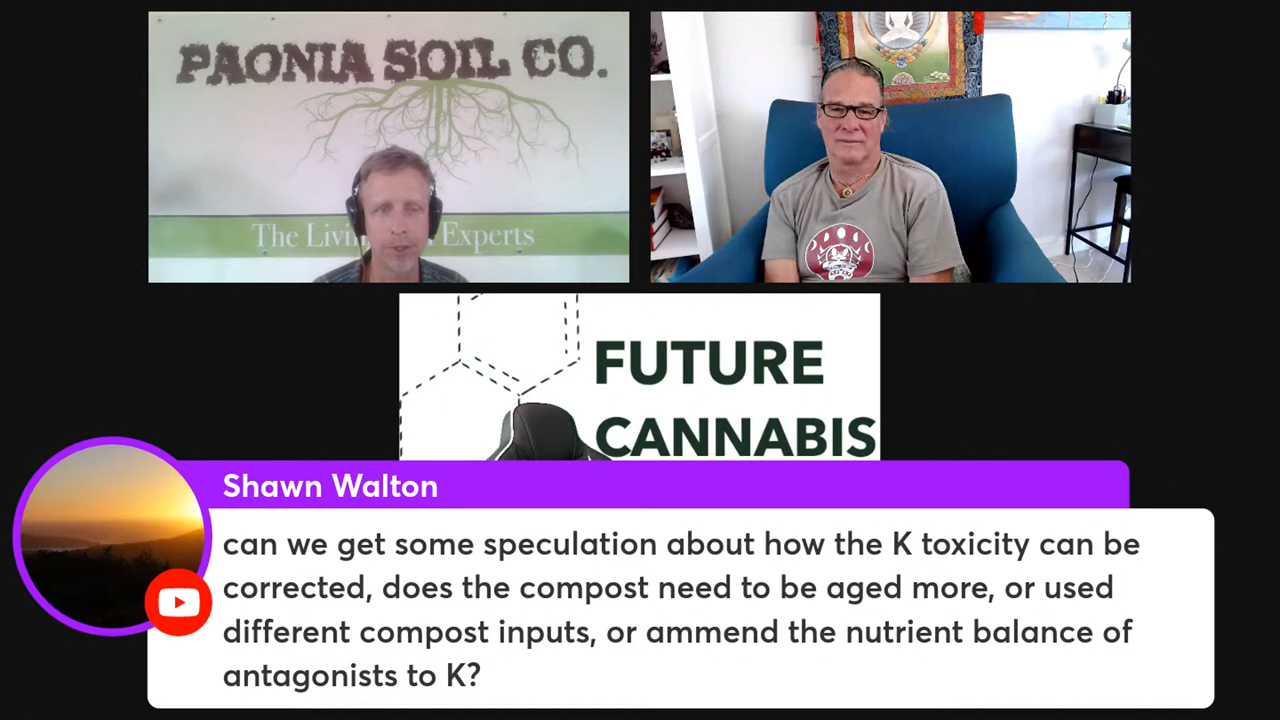 PAONIA SOIL CO.
The Livi Experts
FUTURE
CANNABIS
Shawn Walton
can we get some speculation about how the K toxicity can be
corrected, does the compost need to be aged more, or used
different compost inputs, or ammend the nutrient balance of
antagonists to K?